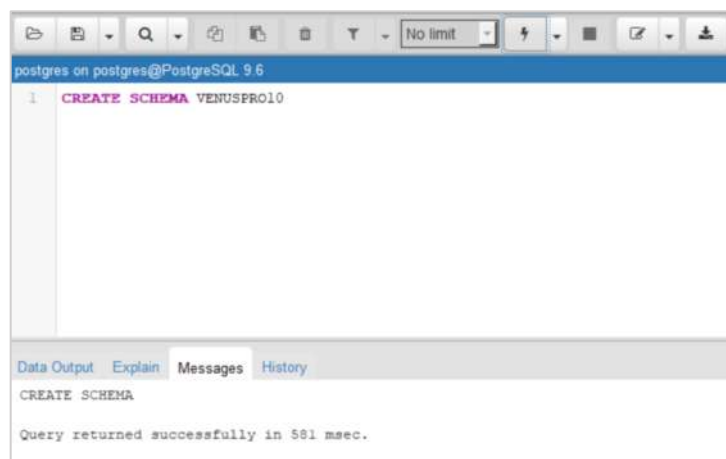 No limit
postgres on postgres@PostgreSQL 9.6
1 CREATE SCHEMA VENUSPRO10
Data Output Explain Messages History
CREATE SCHEMA
Query returned successfully in 581 msec.